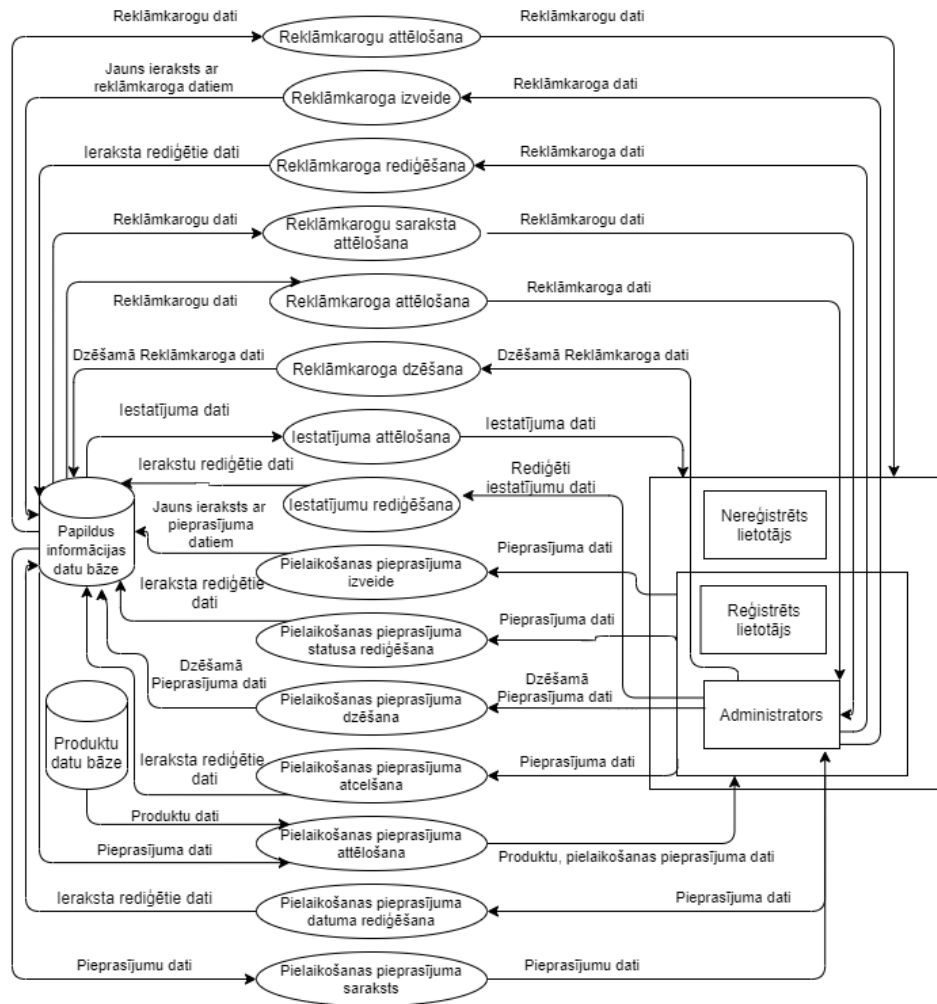 Reklāmkarogu dati
Reklāmkarogu attēlošana
Reklāmkarogu dati
Jauns ieraksts ar
reklāmkaroga datiem
Reklāmkaroga izveide
Reklāmkaroga dati
Ieraksta rediģētie dati
Reklāmkaroga rediģēšana
Reklāmkaroga dati
Reklāmkarogu dati
Reklāmkarogu saraksta
attēlošana
Reklāmkarogu dati
Reklāmkarogu dati
Reklāmkaroga attēlošana
Reklāmkaroga dati
Dzēšamā Reklāmkaroga dati
Reklāmkaroga dzēšana
Dzēšamā Reklāmkaroga dati
Iestatījuma dati
Iestatījuma attēlošana
Iestatījuma dati
Ierakstu rediģētie dati
Iestatījumu rediģēšana
Rediģēti
iestatījumu dati
Papildus
informācijas
datu bāze
Jauns ieraksts ar
pieprasījuma
datiem
Pielaikošanas pieprasījuma
izveide
Pieprasījuma dati
Nereģistrēts
lietotājs
Ieraksta rediģētie
dati
Pielaikošanas pieprasījuma
statusa rediģēšana
Pieprasījuma dati
Reģistrēts
lietotājs
Dzēšamā
Pieprasījuma dati
Pielaikošanas pieprasījuma
dzēšana
Dzēšamā
Pieprasījuma dati
Administrators
Produktu
datu bāze
Ieraksta rediģētie
dati
Pielaikošanas pieprasījuma
atcelšana
Pieprasījuma dati
Produktu dati
Pieprasījuma dati
Pielaikošanas pieprasījuma
attēlošana
Produktu, pielaikošanas pieprasījuma dati
Ieraksta rediģētie dati
Pielaikošanas pieprasījuma
datuma rediģēšana
Pieprasījuma dati
Pieprasījumu dati
Pielaikošanas pieprasījuma
saraksts
Pieprasījumu dati